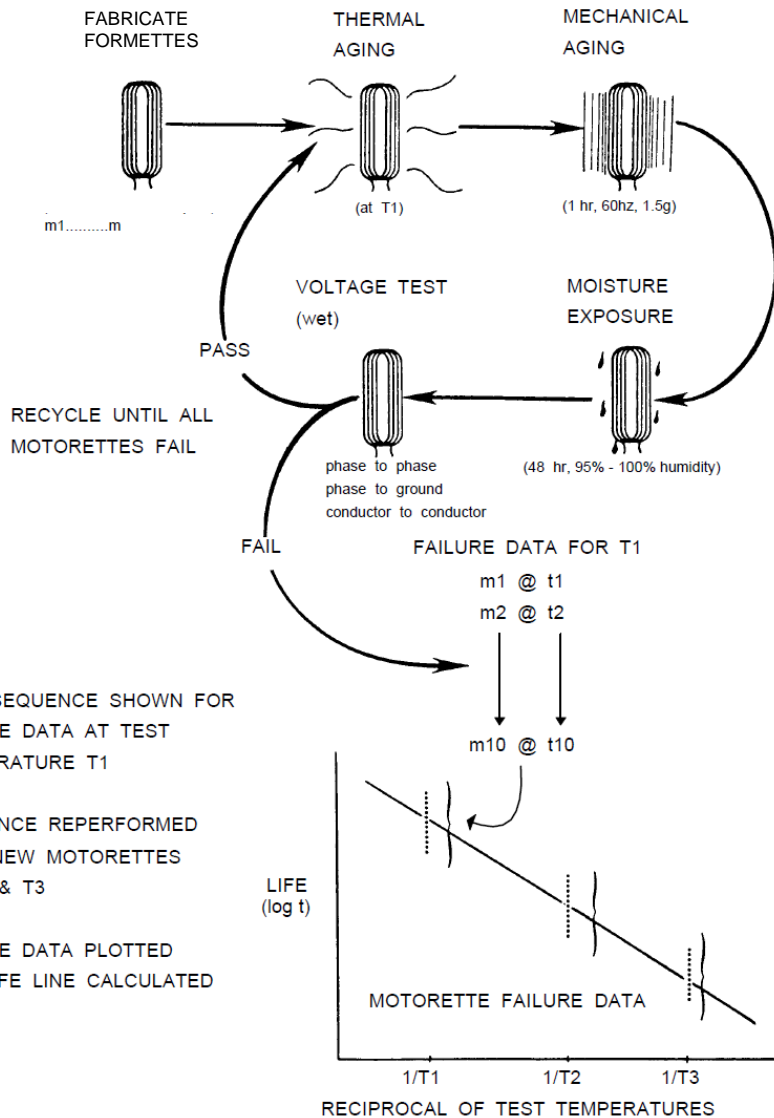 FABRICATE
FORMETTES
THERMAL
AGING
MECHANICAL
AGING
m1..........m
(at T1)
(1 hr, 60hz, 1.5g)
VOLTAGE TEST
(wet)
MOISTURE
EXPOSURE
PASS
RECYCLE UNTIL ALL
MOTORETTES FAIL
phase to phase
phase to ground
conductor to conductor
(48 hr, 95% - 100% humidity)
FAIL
FAILURE DATA FOR T1
m1 @ t1
m2 @ t2
m10 @ t10
SEQUENCE SHOWN FOR
E DATA AT TEST
RATURE T1
NCE REPERFORMED
NEW MOTORETTES
& T3
E DATA PLOTTED
FE LINE CALCULATED
LIFE
(log t)
MOTORETTE FAILURE DATA
1/T1
1/T2
1/T3
RECIPROCAL OF TEST TEMPERATURES